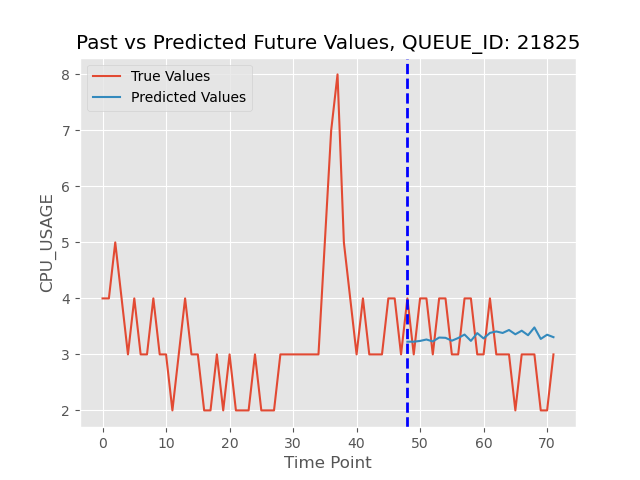 Past vs Predicted Future Values, QUEUE_ID: 21825
True Values
Predicted Values
CPU_USAGE
8
7
6
5
4
3
2
0 10 20 30 40 50 60 70
Time Point